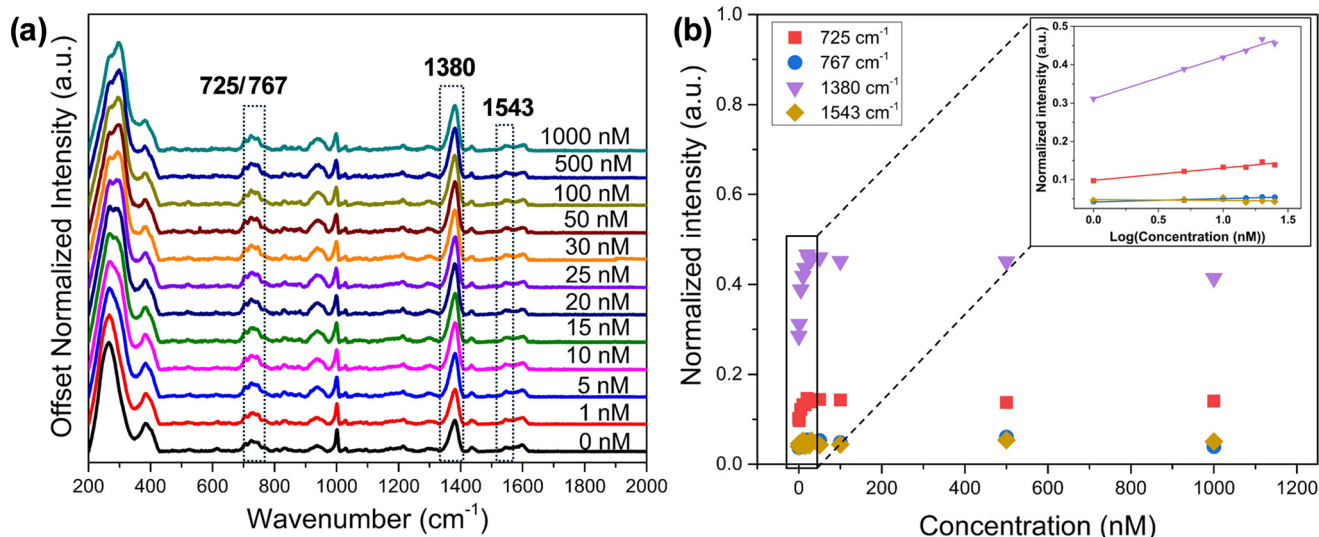 (a)
725/767
1380
1543
1000 nM
500 nM
100 nM
50 nM
30 nM
25 nM
20 nM
15 nM
10 nM
5 nM
1 nM
0 nM
Offset Normalized Intensity (a.u.)
200 400 600 800 1000 1200 1400 1600 1800 2000
Wavenumber (cm⁻¹)
(b)
1.0
0.8
0.6
0.4
0.2
0.0
Normalized intensity (a.u.)
725 cm⁻¹
767 cm⁻¹
1380 cm⁻¹
1543 cm⁻¹
0 200 400 600 800 1000 1200
Concentration (nM)
0.5
0.4
0.3
0.1
Normalized intensity (a.u.)
0.0 0.5 1.0 1.5
Log(Concentration (nM))